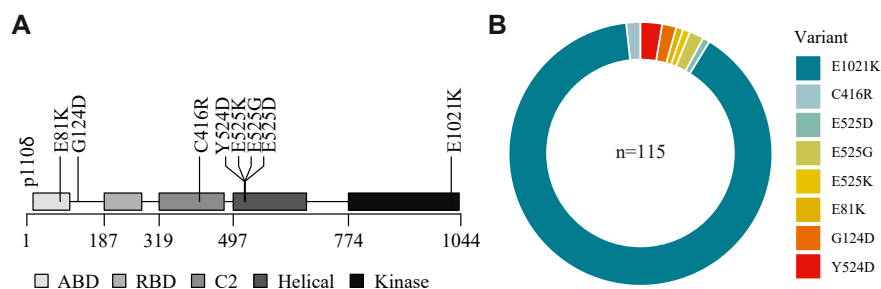 A
p110δ
E81K
G124D
C416R
Y524D
E525K
E525G
E525D
E1021K
1 187 319 497 774 1044
ABD RBD C2 Helical Kinase
B
n=115
Variant
E1021K
C416R
E525D
E525G
E525K
E81K
G124D
Y524D